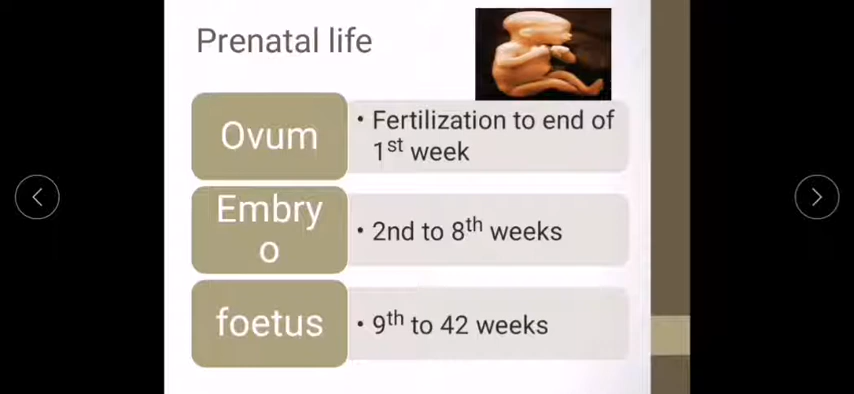 Prenatal life
Ovum
• Fertilization to end of
1st week
Embry
o
• 2nd to 8th weeks
foetus
• 9th to 42 weeks